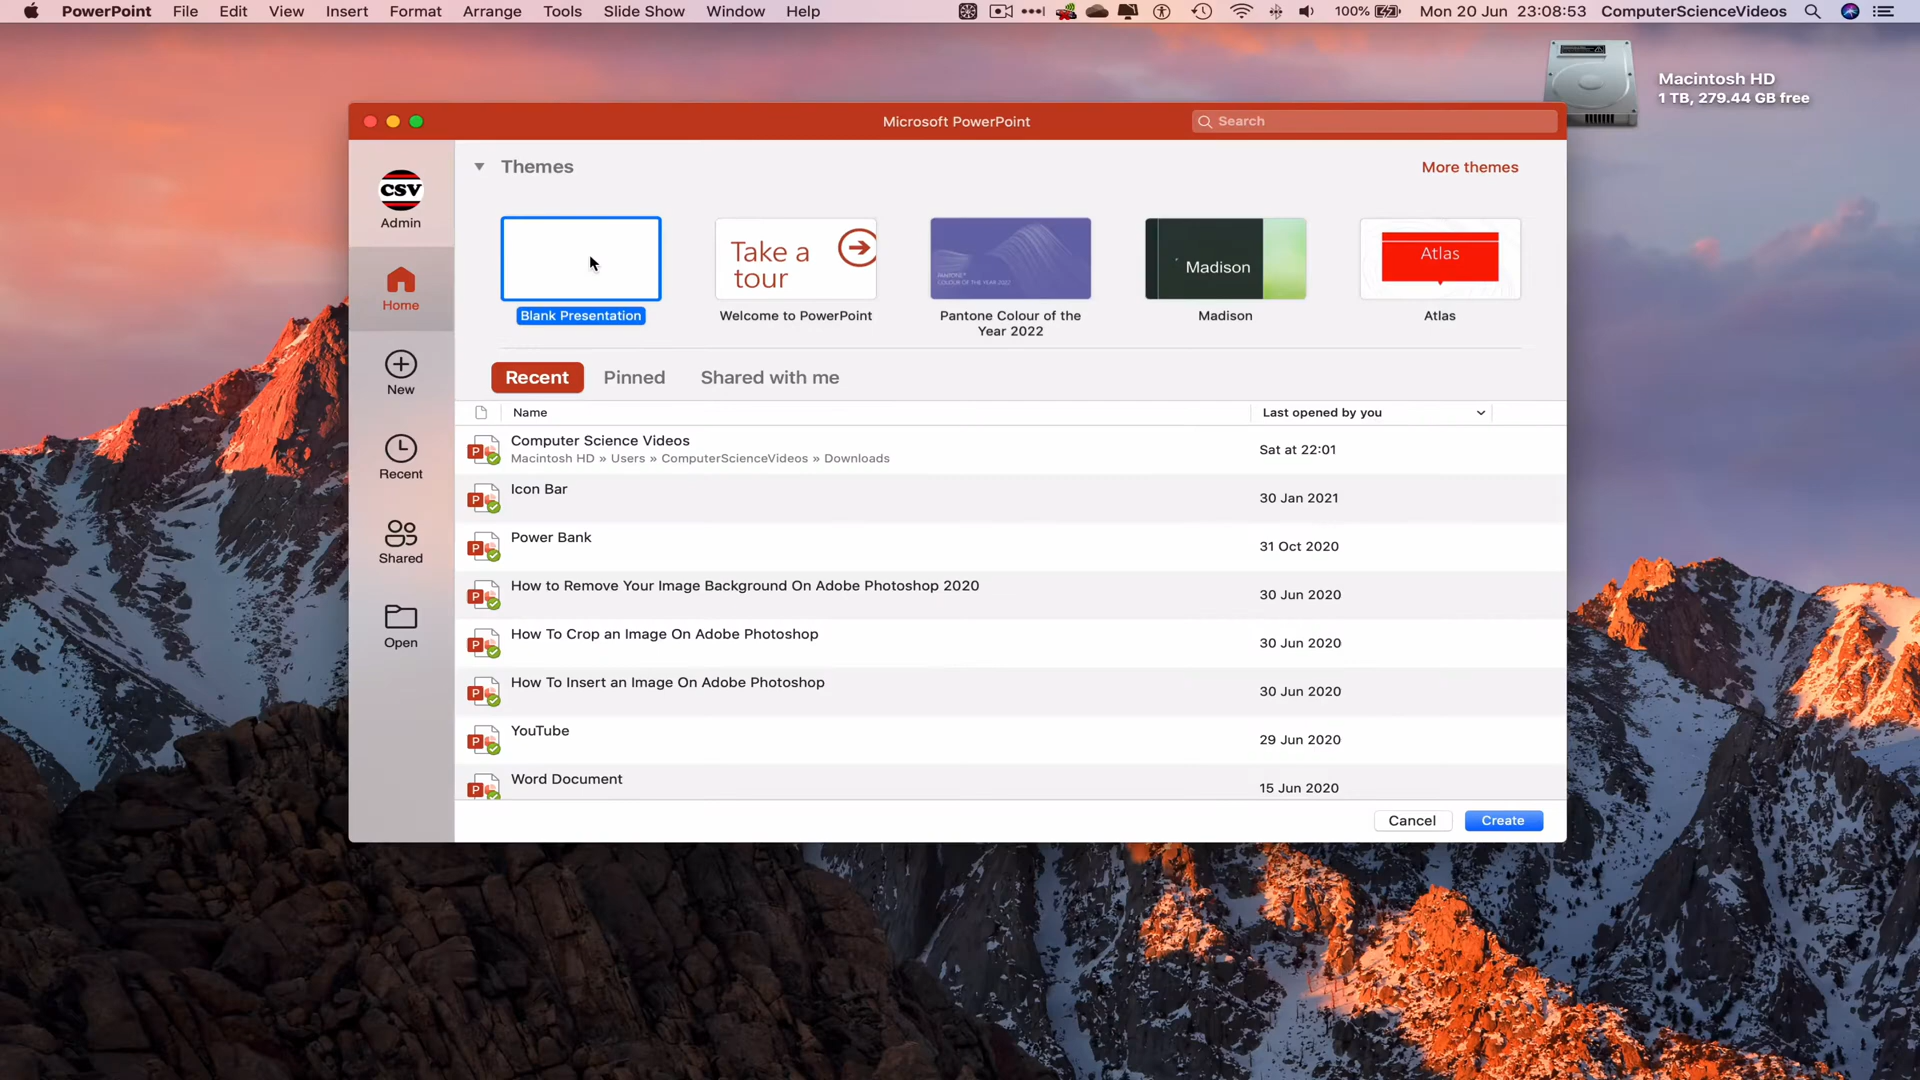 PowerPoint File Edit View Insert Format Arrange Tools Slide Show Window Help 100% Mon 20 Jun 23:08:53 ComputerScienceVideos
Macintosh HD
1 TB, 279.44 GB free
Microsoft PowerPoint
Search
CSV
Admin
Home
New
Recent
Shared
Open
Themes
More themes
Take a
tour
PANTONE
COLOUR OF THE YEAR 2022
Madison
Atlas
Blank Presentation
Welcome to PowerPoint
Pantone Colour of the
Year 2022
Madison
Atlas
Recent Pinned Shared with me
Name Last opened by you
Computer Science Videos
Macintosh HD » Users » ComputerScienceVideos » Downloads
Sat at 22:01
Icon Bar
30 Jan 2021
Power Bank
31 Oct 2020
How to Remove Your Image Background On Adobe Photoshop 2020
30 Jun 2020
How To Crop an Image On Adobe Photoshop
30 Jun 2020
How To Insert an Image On Adobe Photoshop
30 Jun 2020
YouTube
29 Jun 2020
Word Document
15 Jun 2020
Cancel Create